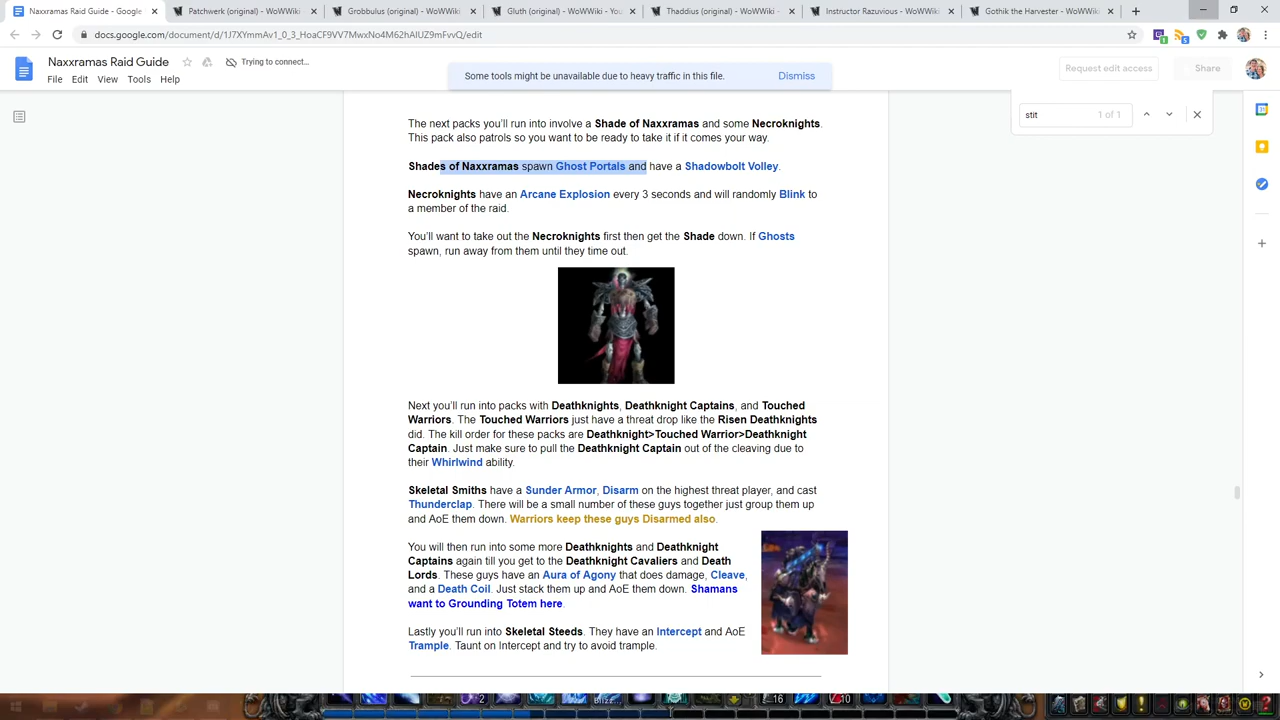 Naxxramas Raid Guide - Google
Patchwerk (original) - WoWWiki
Grobbulus (original) - WoWWiki
Gluth (original) - WoWWiki - You
Thaddius (original) - WoWWiki -
Instructor Razuvious - WoWWiki
Gothik the Harvester - WoWWiki
docs.google.com/document/d/1J7XYmmAv1_0_3_HoaCF9VV7MwxNo4M62hAlUZ9mFvvQ/edit
Naxxramas Raid Guide
Trying to connect...
File Edit View Tools Help
Some tools might be unavailable due to heavy traffic in this file. Dismiss
Request edit access
Share
stit 1 of 1
The next packs you'll run into involve a Shade of Naxxramas and some Necroknights.
This pack also patrols so you want to be ready to take it if it comes your way.
Shades of Naxxramas spawn Ghost Portals and have a Shadowbolt Volley.
Necroknights have an Arcane Explosion every 3 seconds and will randomly Blink to
a member of the raid.
You'll want to take out the Necroknights first then get the Shade down. If Ghosts
spawn, run away from them until they time out.
Next you'll run into packs with Deathknights, Deathknight Captains, and Touched
Warriors. The Touched Warriors just have a threat drop like the Risen Deathknights
did. The kill order for these packs are Deathknight>Touched Warrior>Deathknight
Captain. Just make sure to pull the Deathknight Captain out of the cleaving due to
their Whirlwind ability.
Skeletal Smiths have a Sunder Armor, Disarm on the highest threat player, and cast
Thunderclap. There will be a small number of these guys together just group them up
and AoE them down. Warriors keep these guys Disarmed also.
You will then run into some more Deathknights and Deathknight
Captains again till you get to the Deathknight Cavaliers and Death
Lords. These guys have an Aura of Agony that does damage, Cleave,
and a Death Coil. Just stack them up and AoE them down. Shamans
want to Grounding Totem here.
Lastly you'll run into Skeletal Steeds. They have an Intercept and AoE
Trample. Taunt on Intercept and try to avoid trample.
2
Blizz...
16
10